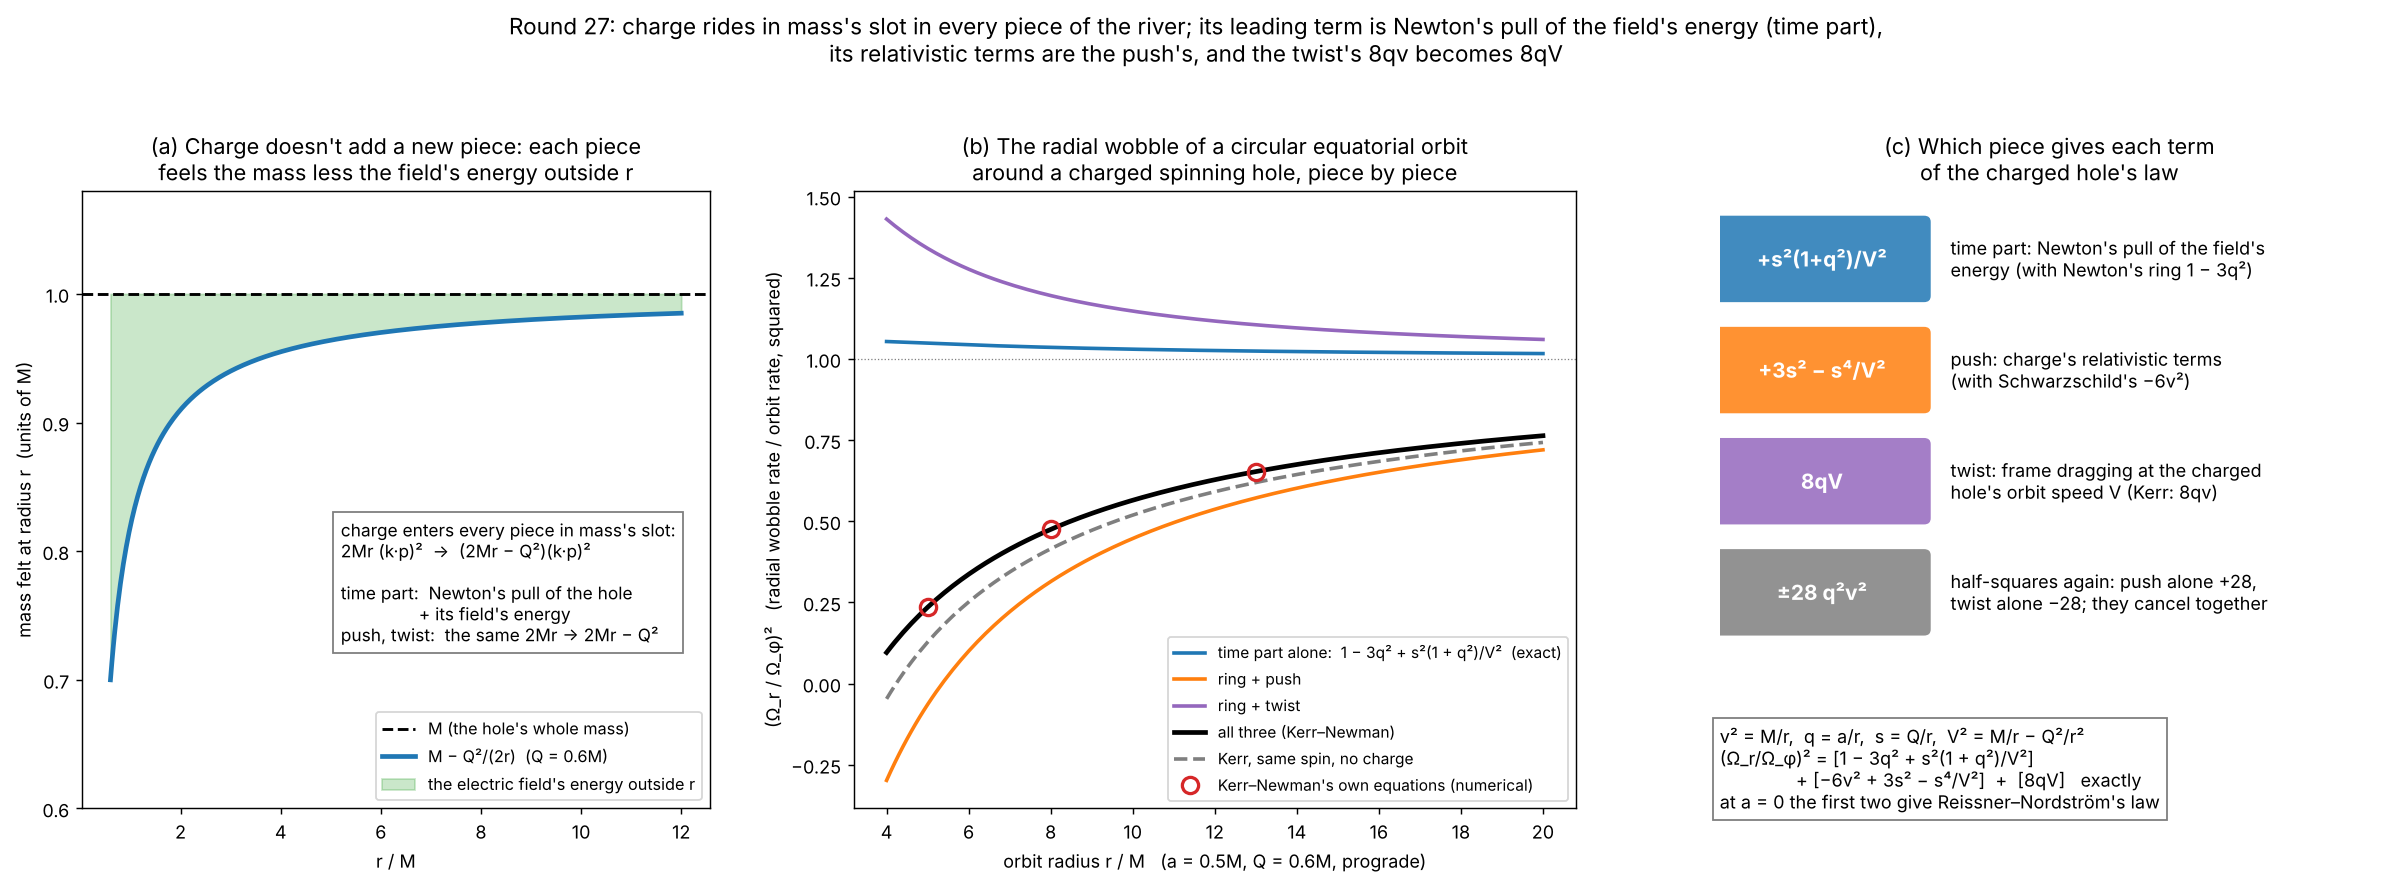 Round 27: charge rides in mass's slot in every piece of the river; its leading term is Newton's pull of the field's energy (time part),
its relativistic terms are the push's, and the twist's 8qv becomes 8qV
(a) Charge doesn't add a new piece: each piece
feels the mass less the field's energy outside r
mass felt at radius r (units of M)
1.0
0.9
0.8
0.7
0.6
charge enters every piece in mass's slot:
2Mr (k·p)² → (2Mr − Q²)(k·p)²
time part: Newton's pull of the hole
+ its field's energy
push, twist: the same 2Mr → 2Mr − Q²
M (the hole's whole mass)
M − Q²/(2r) (Q = 0.6M)
the electric field's energy outside r
2 4 6 8 10 12
r / M
(b) The radial wobble of a circular equatorial orbit
around a charged spinning hole, piece by piece
(Ω_r / Ω_φ)² (radial wobble rate / orbit rate, squared)
1.50
1.25
1.00
0.75
0.50
0.25
0.00
−0.25
time part alone: 1 − 3q² + s²(1 + q²)/V² (exact)
ring + push
ring + twist
all three (Kerr–Newman)
Kerr, same spin, no charge
Kerr–Newman's own equations (numerical)
4 6 8 10 12 14 16 18 20
orbit radius r / M (a = 0.5M, Q = 0.6M, prograde)
(c) Which piece gives each term
of the charged hole's law
+s²(1+q²)/V²
time part: Newton's pull of the field's
energy (with Newton's ring 1 − 3q²)
+3s² − s⁴/V²
push: charge's relativistic terms
(with Schwarzschild's −6v²)
8qV
twist: frame dragging at the charged
hole's orbit speed V (Kerr: 8qv)
±28 q²v²
half-squares again: push alone +28,
twist alone −28; they cancel together
v² = M/r, q = a/r, s = Q/r, V² = M/r − Q²/r²
(Ω_r/Ω_φ)² = [1 − 3q² + s²(1 + q²)/V²]
+ [−6v² + 3s² − s⁴/V²] + [8qV] exactly
at a = 0 the first two give Reissner–Nordström's law